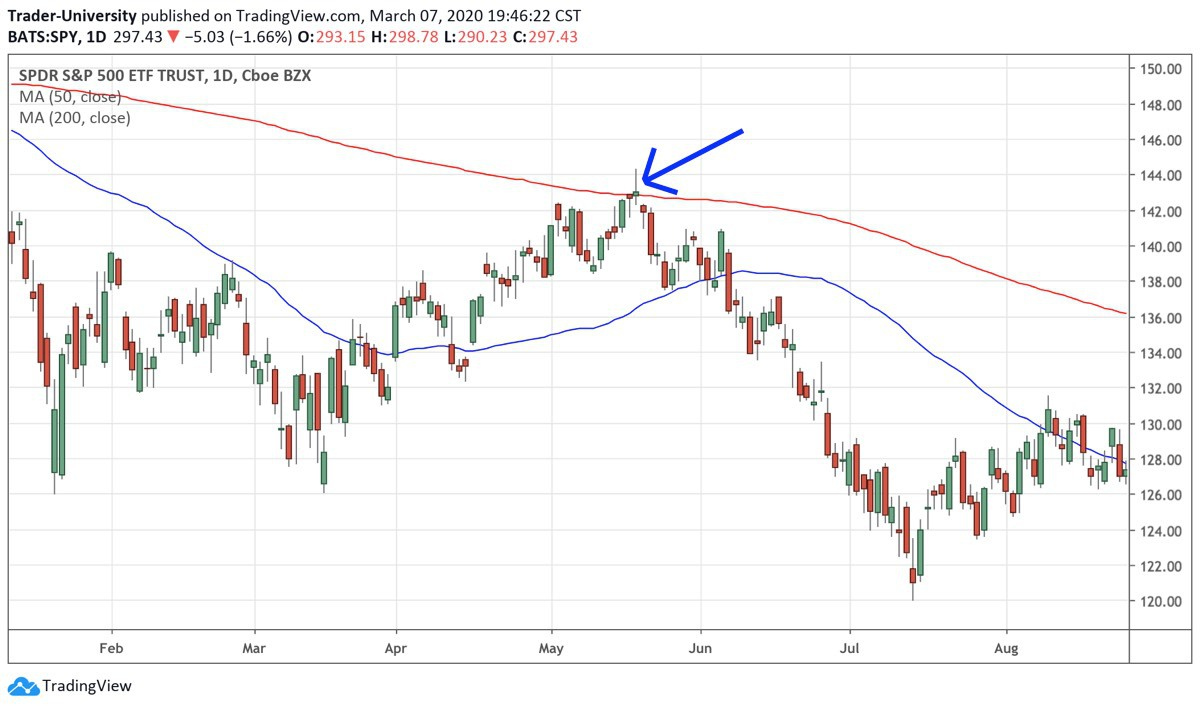 Trader-University published on TradingView.com, March 07, 2020 19:46:22 CST
BATS:SPY, 1D 297.43 ▼ −5.03 (−1.66%) O:293.15 H:298.78 L:290.23 C:297.43
SPDR S&P 500 ETF TRUST, 1D, Cboe BZX
MA (50, close)
MA (200, close)
150.00
148.00
146.00
144.00
142.00
140.00
138.00
136.00
134.00
132.00
130.00
128.00
126.00
124.00
122.00
120.00
Feb Mar Apr May Jun Jul Aug
TradingView